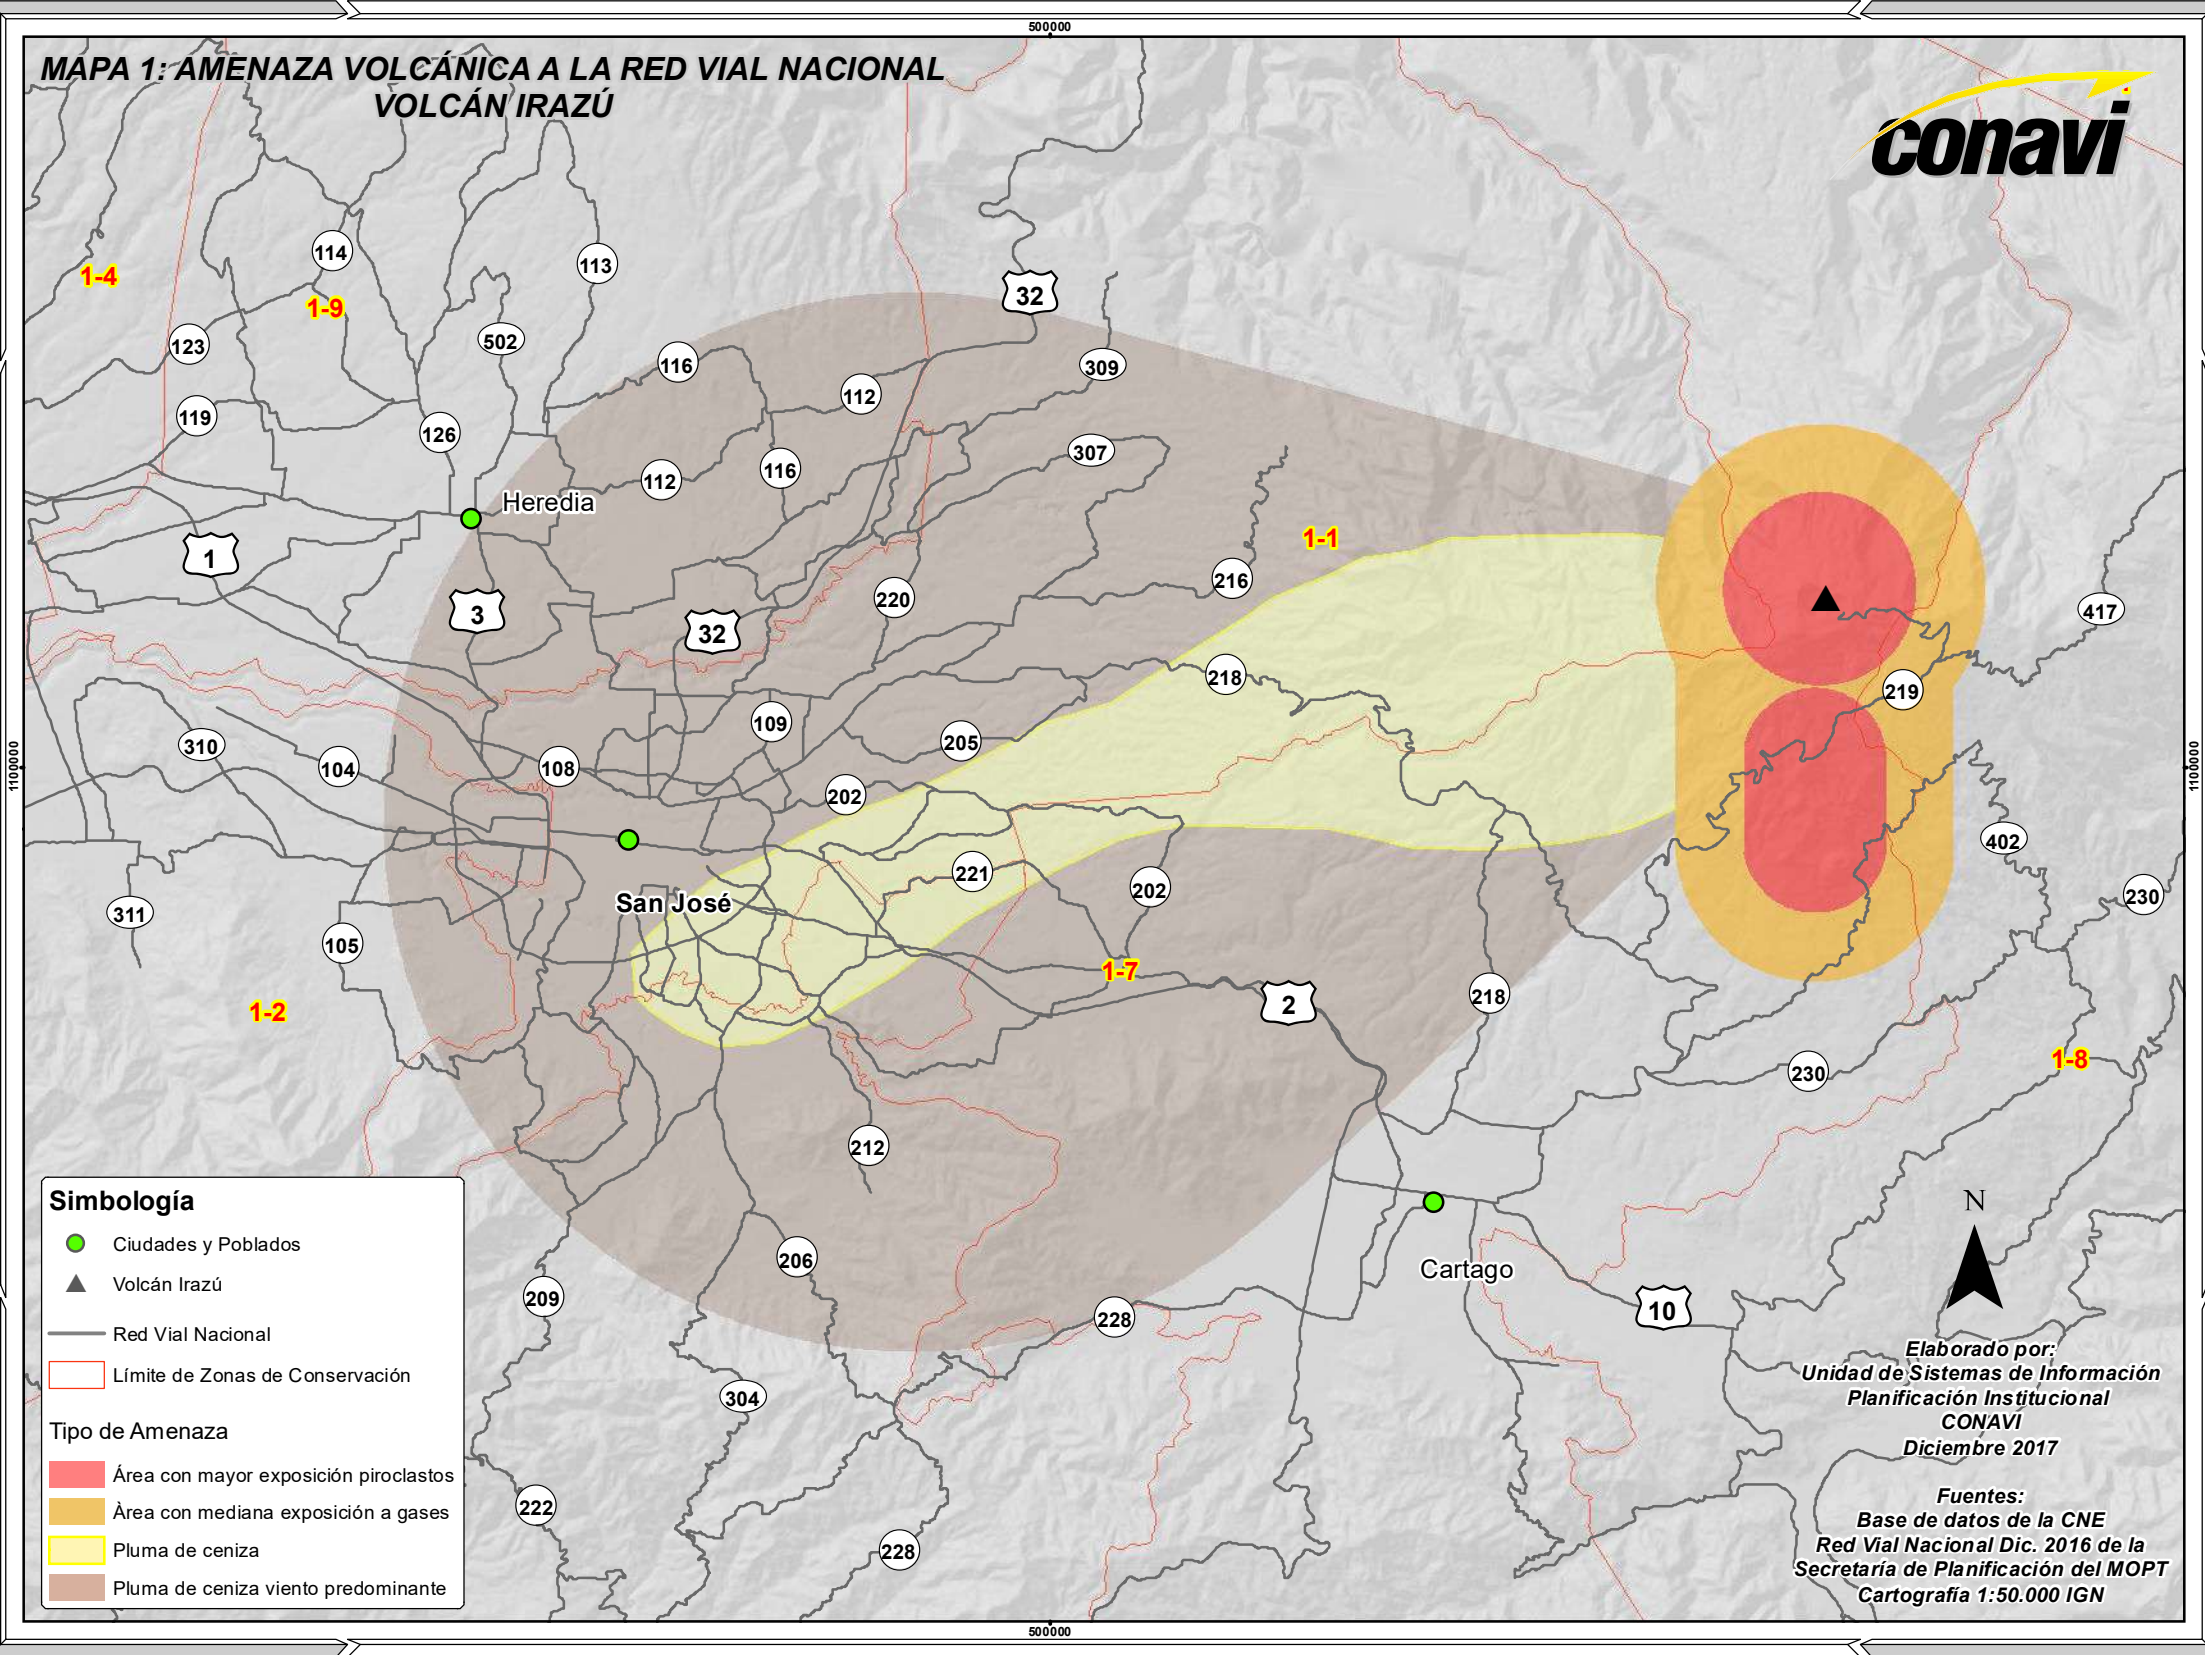 500000
MAPA 1: AMENAZA VOLCÁNICA A LA RED VIAL NACIONAL
VOLCÁN IRAZÚ
conavi
114
113
1-4
1-9
32
123
502
116
309
112
119
126
307
116
112
Heredia
1-1
1
216
220
417
3
32
218
219
109
205
310
104
108
1100000
1100000
202
402
221
202
230
San José
311
105
1-7
218
2
1-2
1-8
230
212
Simbología
Ciudades y Poblados
Volcán Irazú
Red Vial Nacional
Límite de Zonas de Conservación
Tipo de Amenaza
Área con mayor exposición piroclastos
Àrea con mediana exposición a gases
Pluma de ceniza
Pluma de ceniza viento predominante
N
206
Cartago
209
10
228
304
222
228
Elaborado por:
Unidad de Sistemas de Información
Planificación Institucional
CONAVI
Diciembre 2017
Fuentes:
Base de datos de la CNE
Red Vial Nacional Dic. 2016 de la
Secretaría de Planificación del MOPT
Cartografía 1:50.000 IGN
500000